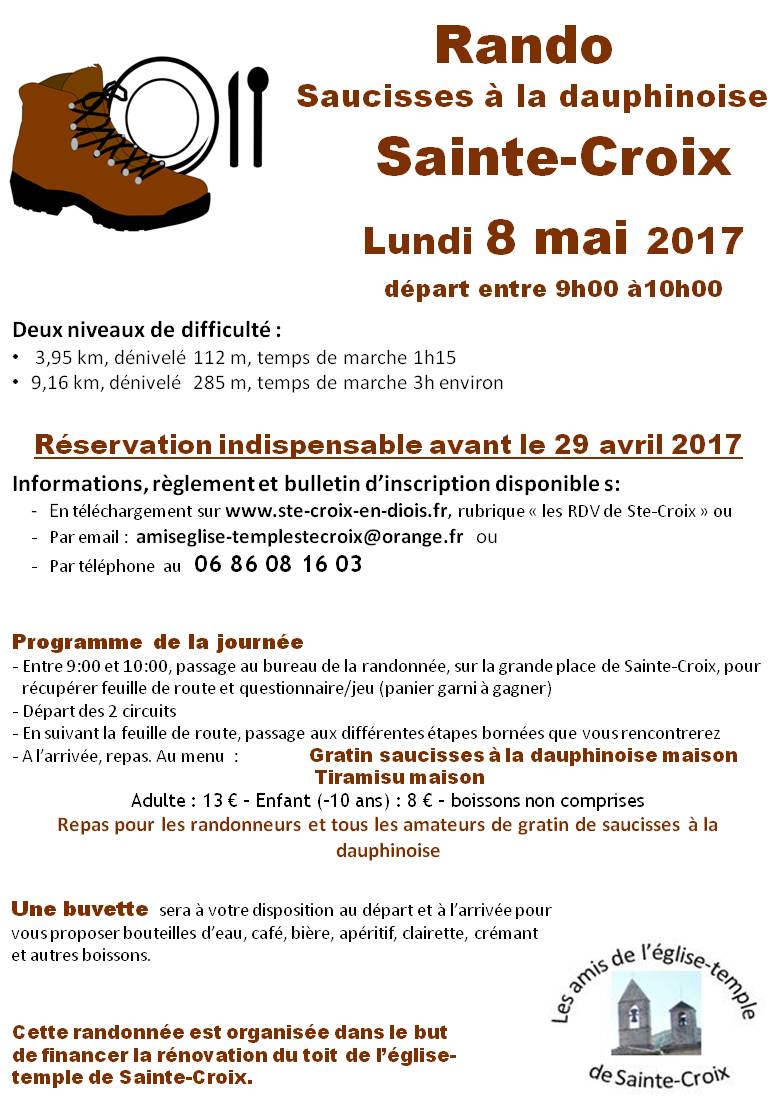 Rando
Saucisses à la dauphinoise
Sainte-Croix
Lundi 8 mai 2017
départ entre 9h00 à10h00
Deux niveaux de difficulté :
• 3,95 km, dénivelé 112 m, temps de marche 1h15
• 9,16 km, dénivelé 285 m, temps de marche 3h environ
Réservation indispensable avant le 29 avril 2017
Informations, règlement et bulletin d'inscription disponible s:
- En téléchargement sur www.ste-croix-en-diois.fr, rubrique « les RDV de Ste-Croix » ou
- Par email : amiseglise-templestecroix@orange.fr ou
- Par téléphone au 06 86 08 16 03
Programme de la journée
- Entre 9:00 et 10:00, passage au bureau de la randonnée, sur la grande place de Sainte-Croix, pour
récupérer feuille de route et questionnaire/jeu (panier garni à gagner)
- Départ des 2 circuits
- En suivant la feuille de route, passage aux différentes étapes bornées que vous rencontrerez
- A l'arrivée, repas. Au menu : Gratin saucisses à la dauphinoise maison
Tiramisu maison
Adulte : 13 € - Enfant (-10 ans) : 8 € - boissons non comprises
Repas pour les randonneurs et tous les amateurs de gratin de saucisses à la
dauphinoise
Une buvette sera à votre disposition au départ et à l'arrivée pour
vous proposer bouteilles d'eau, café, bière, apéritif, clairette, crémant
et autres boissons.
Les amis de l'église-temple
de Sainte-Croix
Cette randonnée est organisée dans le but
de financer la rénovation du toit de l'église-
temple de Sainte-Croix.